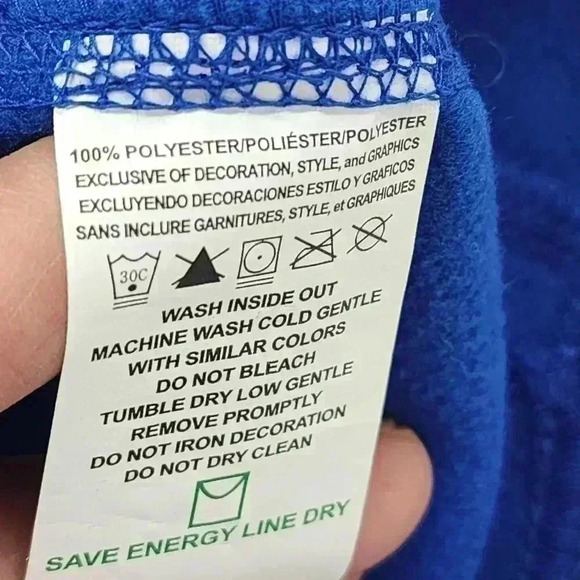 100% POLYESTER/POLIÉSTER/POLYESTER
EXCLUSIVE OF DECORATION, STYLE, and GRAPHICS
EXCLUYENDO DECORACIONES ESTILO Y GRAFICOS
SANS INCLURE GARNITURES, STYLE, et GRAPHIQUES
30C
WASH INSIDE OUT
MACHINE WASH COLD GENTLE
WITH SIMILAR COLORS
DO NOT BLEACH
TUMBLE DRY LOW GENTLE
REMOVE PROMPTLY
DO NOT IRON DECORATION
DO NOT DRY CLEAN
SAVE ENERGY LINE DRY